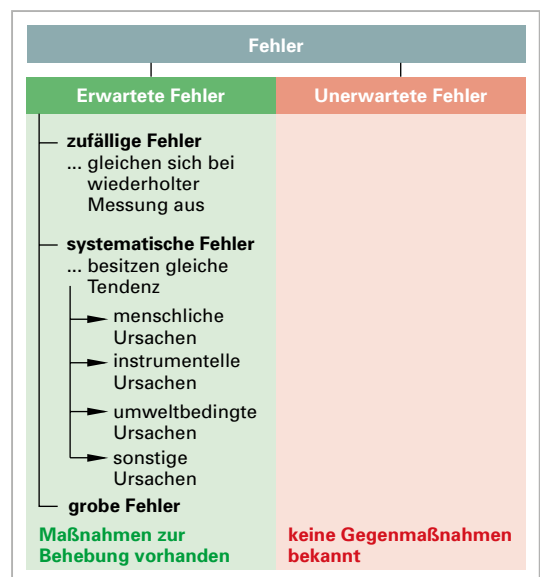 Fehler
Erwartete Fehler
Unerwartete Fehler
zufällige Fehler
... gleichen sich bei
wiederholter
Messung aus
systematische Fehler
... besitzen gleiche
Tendenz
menschliche
Ursachen
instrumentelle
Ursachen
umweltbedingte
Ursachen
sonstige
Ursachen
grobe Fehler
Maßnahmen zur
Behebung vorhanden
keine Gegenmaßnahmen
bekannt